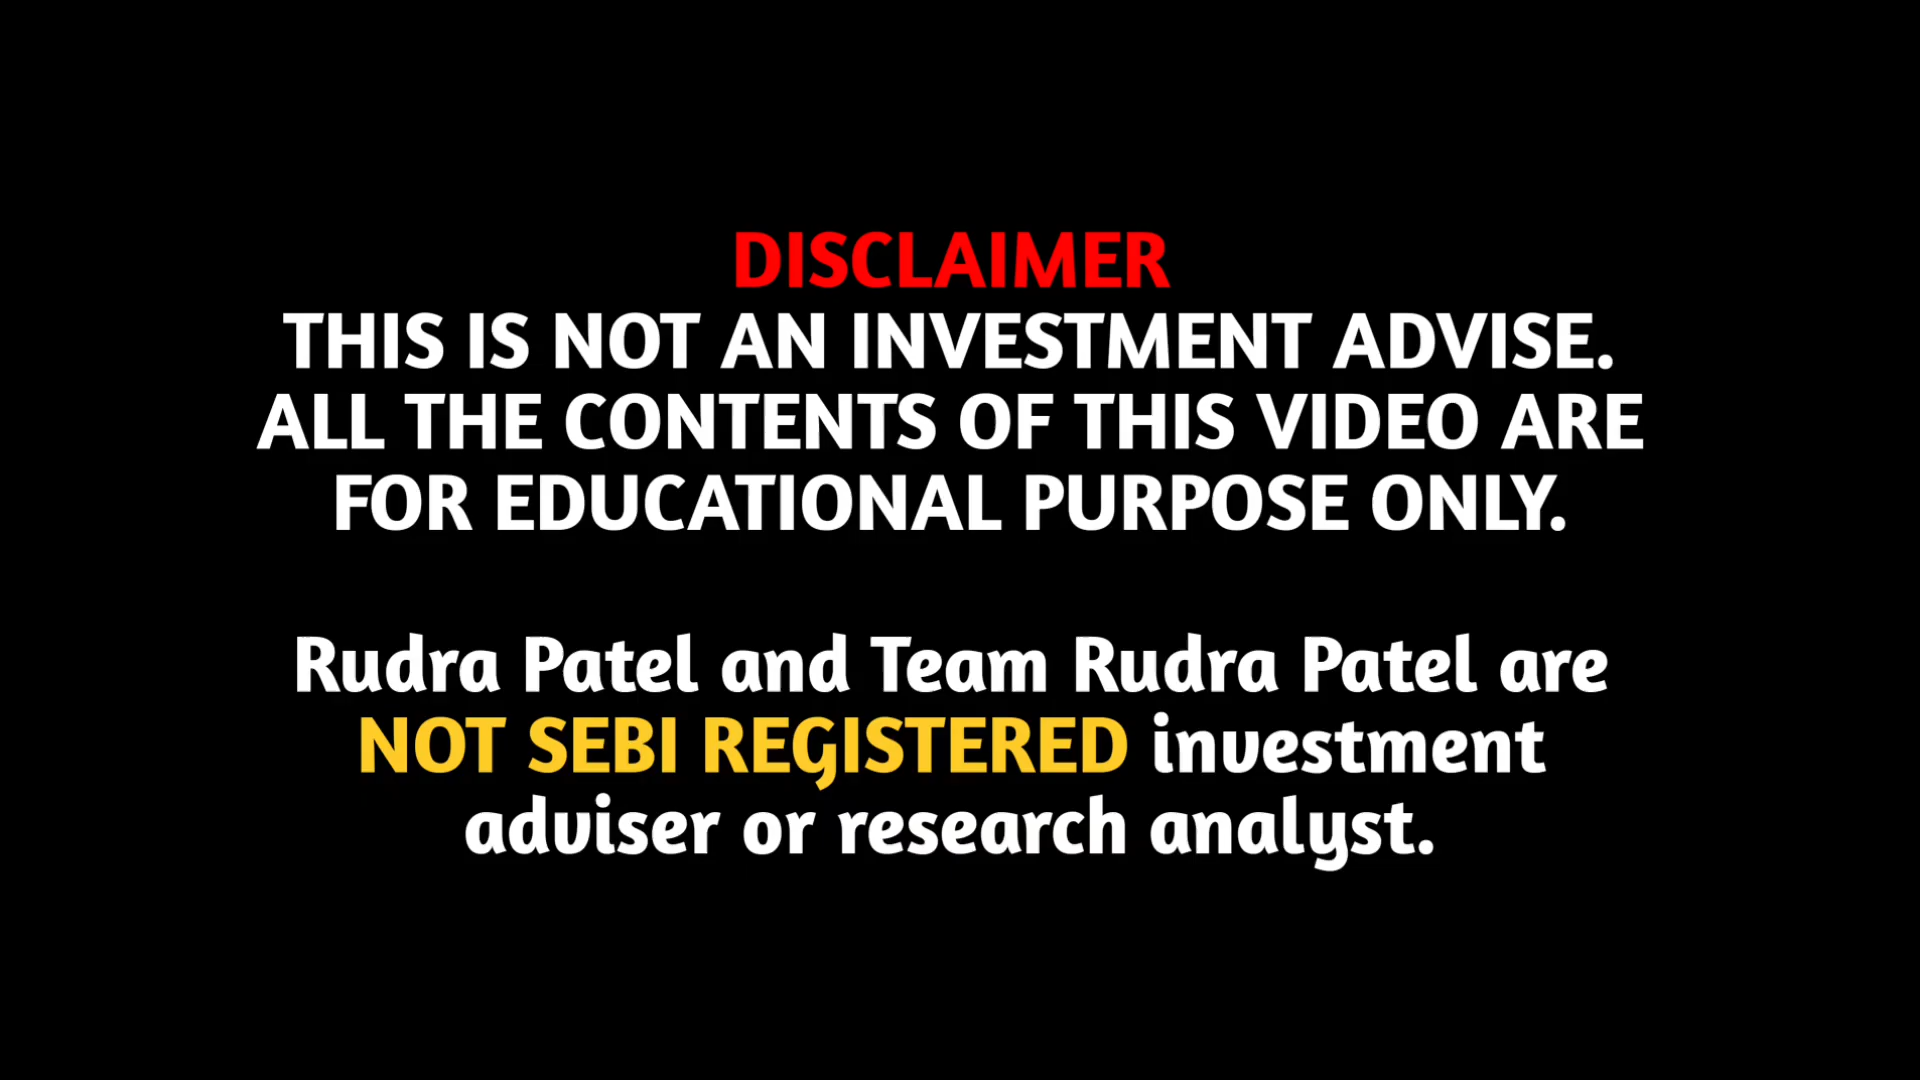 DISCLAIMER
THIS IS NOT AN INVESTMENT ADVISE.
ALL THE CONTENTS OF THIS VIDEO ARE
FOR EDUCATIONAL PURPOSE ONLY.
Rudra Patel and Team Rudra Patel are
NOT SEBI REGISTERED investment
adviser or research analyst.